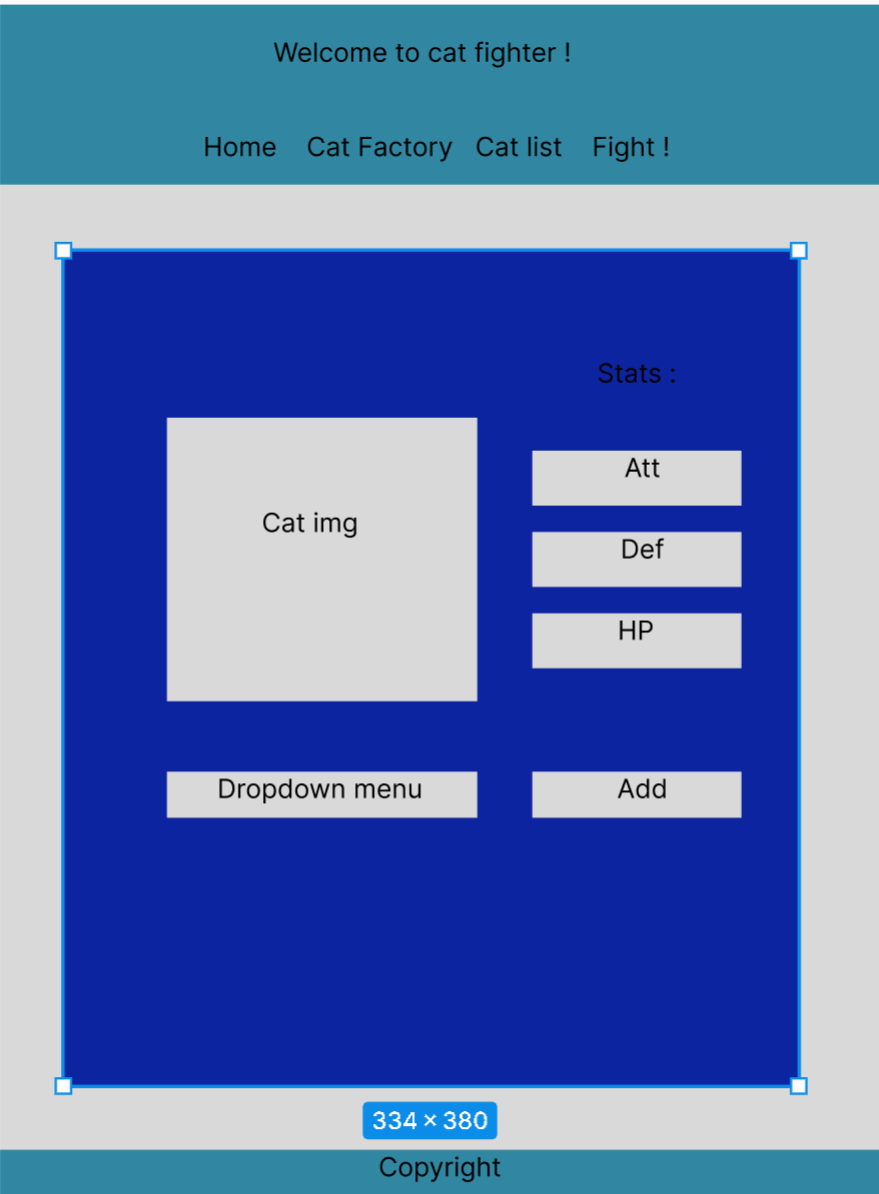 Welcome to cat fighter !
Home Cat Factory Cat list Fight !
Stats :
Cat img
Att
Def
HP
Dropdown menu
Add
334 × 380
Copyright